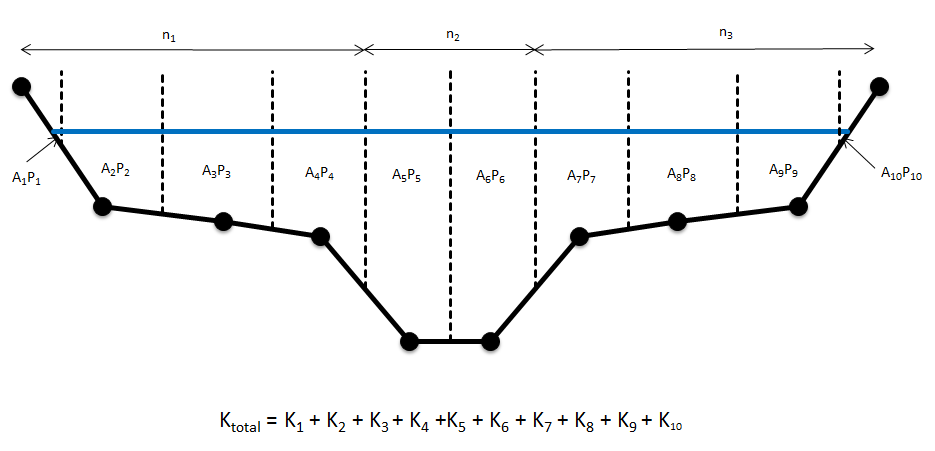 n₁ n₂ n₃
A₁P₁ A₂P₂ A₃P₃ A₄P₄ A₅P₅ A₆P₆ A₇P₇ A₈P₈ A₉P₉ A₁₀P₁₀
Kₜₒₜₐₗ = K₁ + K₂ + K₃ + K₄ +K₅ + K₆ + K₇ + K₈ + K₉ + K₁₀